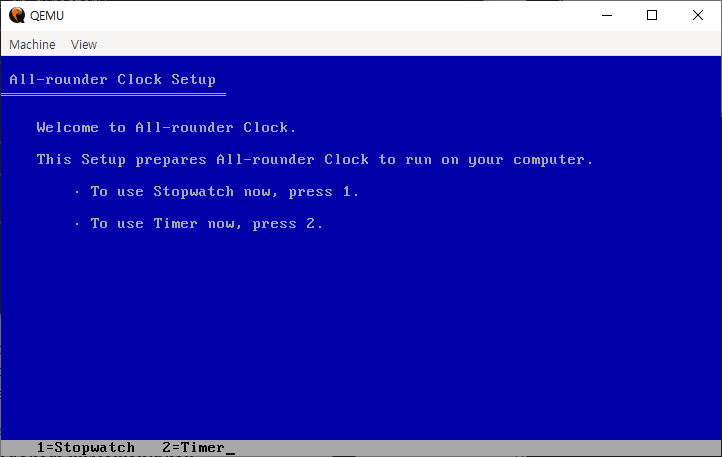 QEMU
Machine View
All-rounder Clock Setup
Welcome to All-rounder Clock.
This Setup prepares All-rounder Clock to run on your computer.
· To use Stopwatch now, press 1.
· To use Timer now, press 2.
1=Stopwatch 2=Timer_